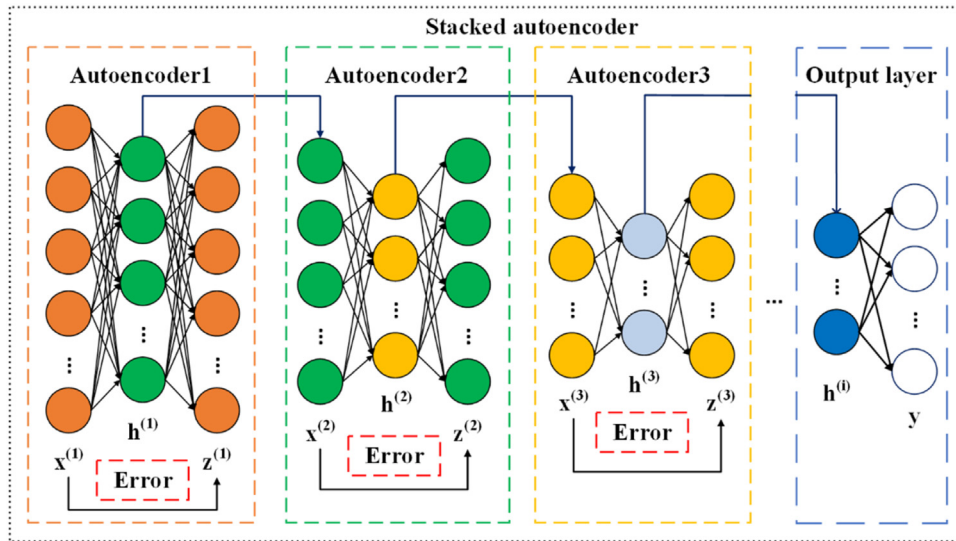 Stacked autoencoder
Autoencoder1
Autoencoder2
Autoencoder3
Output layer
...
h⁽¹⁾
x⁽¹⁾
z⁽¹⁾
Error
h⁽²⁾
x⁽²⁾
z⁽²⁾
Error
h⁽³⁾
x⁽³⁾
z⁽³⁾
Error
h⁽ⁱ⁾
y